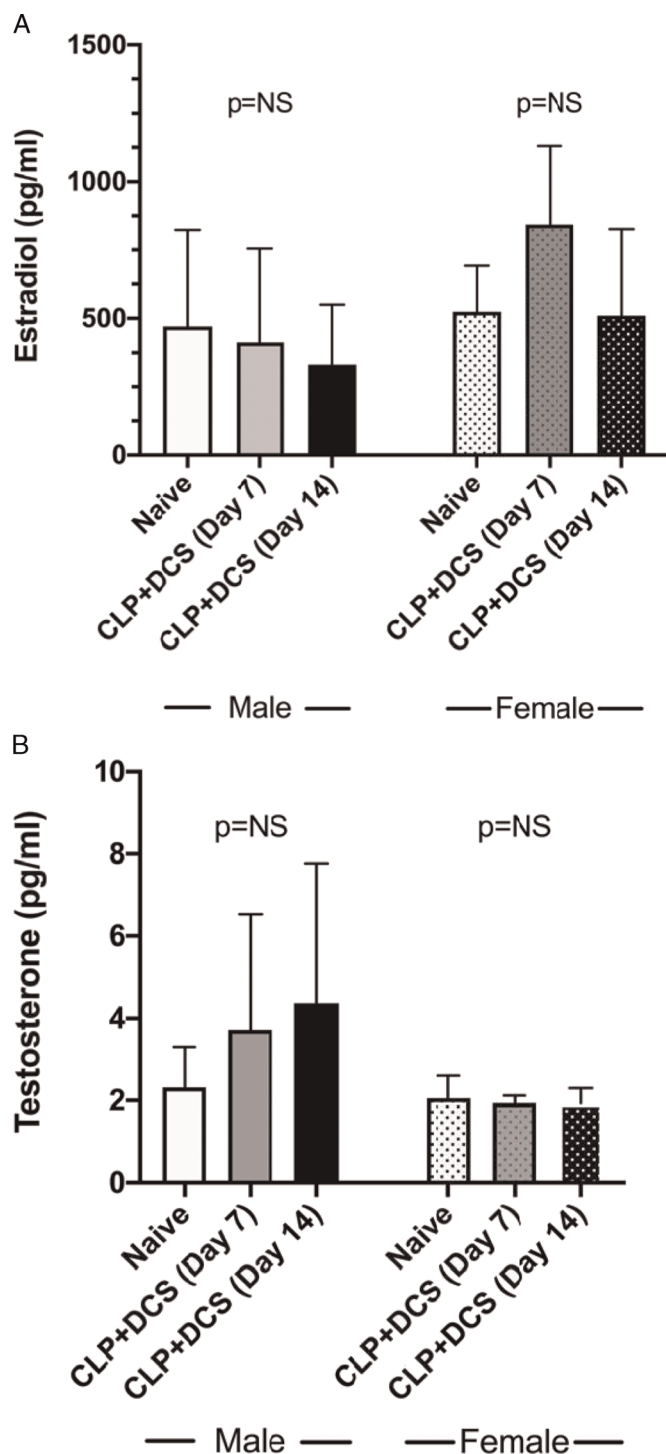 A
1500
1000
500
0
Estradiol (pg/ml)
p=NS
p=NS
Naive
CLP+DCS (Day 7)
CLP+DCS (Day 14)
Naive
CLP+DCS (Day 7)
CLP+DCS (Day 14)
Male
Female
B
10
8
6
4
2
0
Testosterone (pg/ml)
p=NS
p=NS
Naive
CLP+DCS (Day 7)
CLP+DCS (Day 14)
Naive
CLP+DCS (Day 7)
CLP+DCS (Day 14)
Male
Female